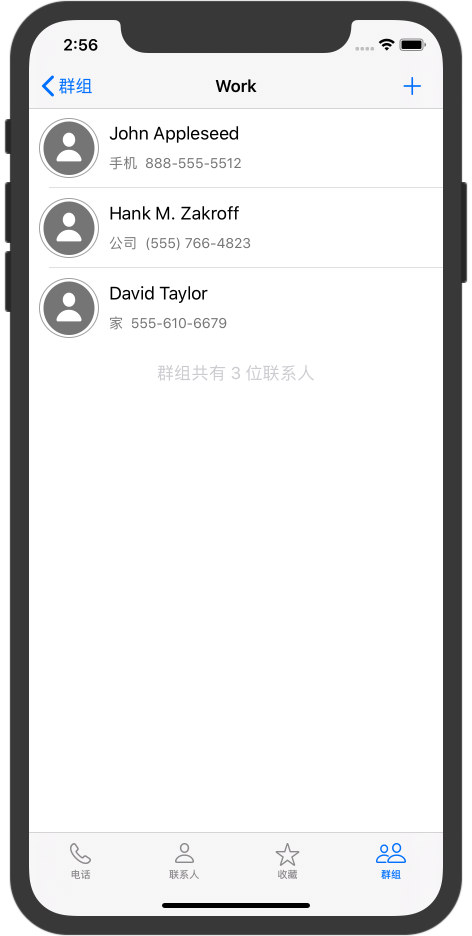 2:56
群组
Work
John Appleseed
手机 888-555-5512
Hank M. Zakroff
公司 (555) 766-4823
David Taylor
家 555-610-6679
群组共有 3 位联系人
电话
联系人
收藏
群组